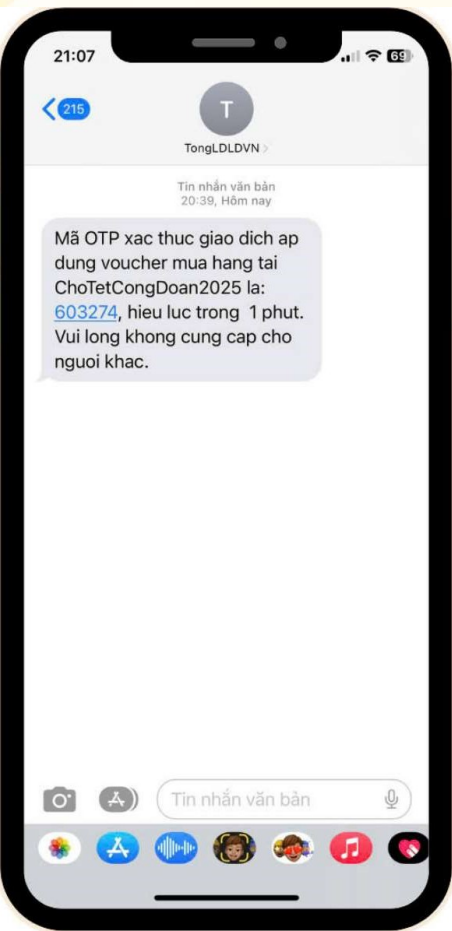 21:07
69
215
T
TongLDLDVN
Tin nhắn văn bản
20:39, Hôm nay
Mã OTP xac thuc giao dich ap
dung voucher mua hang tai
ChoTetCongDoan2025 la:
603274, hieu luc trong 1 phut.
Vui long khong cung cap cho
nguoi khac.
Tin nhắn văn bản